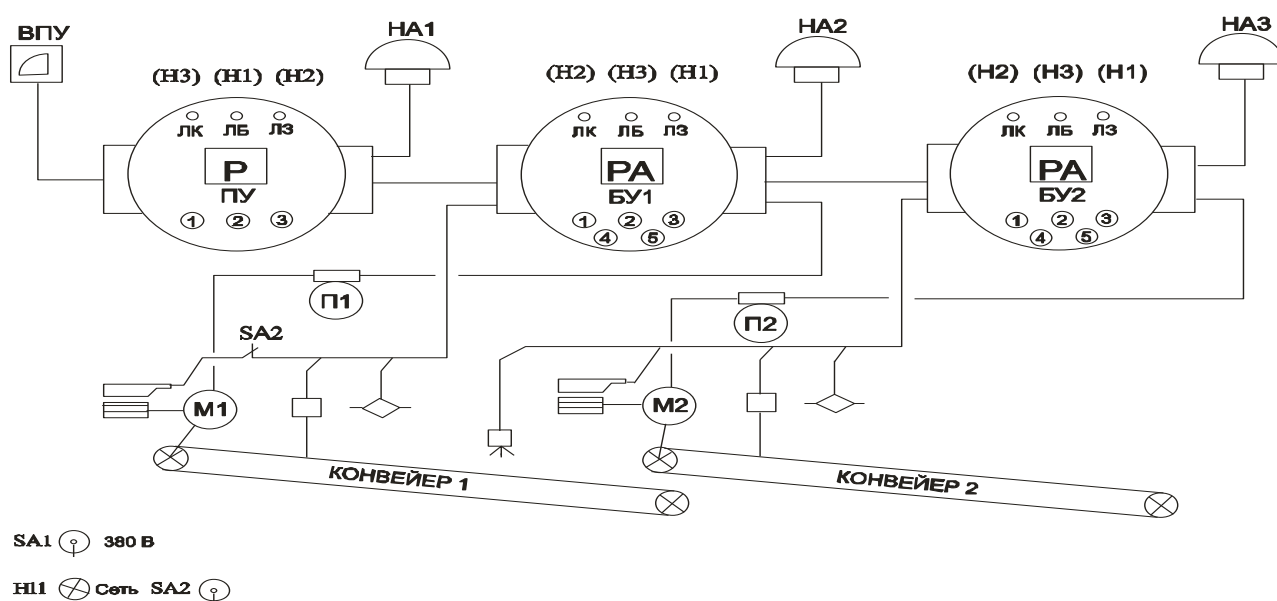 ВПУ
НА1
НА2
НА3
(Н3) (Н1) (Н2)
(Н2) (Н3) (Н1)
(Н2) (Н3) (Н1)
ЛК ЛБ ЛЗ
ЛК ЛБ ЛЗ
ЛК ЛБ ЛЗ
Р
РА
РА
ПУ
БУ1
БУ2
1 2 3
1 2 3
4 5
1 2 3
4 5
П1
П2
SA2
М1
М2
КОНВЕЙЕР 1
КОНВЕЙЕР 2
SA1 380 В
Hl1 Сеть SA2